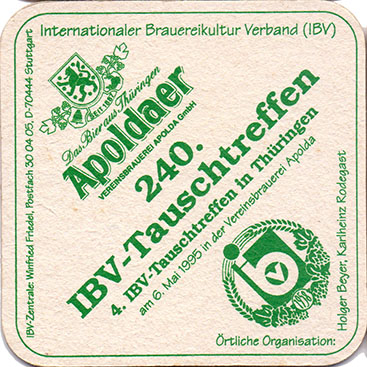 Internationaler Brauereikultur Verband (IBV)
IBV-Zentrale: Winfried Friedel, Postfach 30 04 05, D-70444 Stuttgart
SEIT 1887
Das Bier aus Thüringen
Apoldaer
VEREINSBRAUEREI APOLDA GmbH
240.
IBV-Tauschtreffen
4. IBV-Tauschtreffen in Thüringen
am 6. Mai 1995 in der Vereinsbrauerei Apolda
b
V
Örtliche Organisation:
Holger Beyer, Karlheinz Rodegast